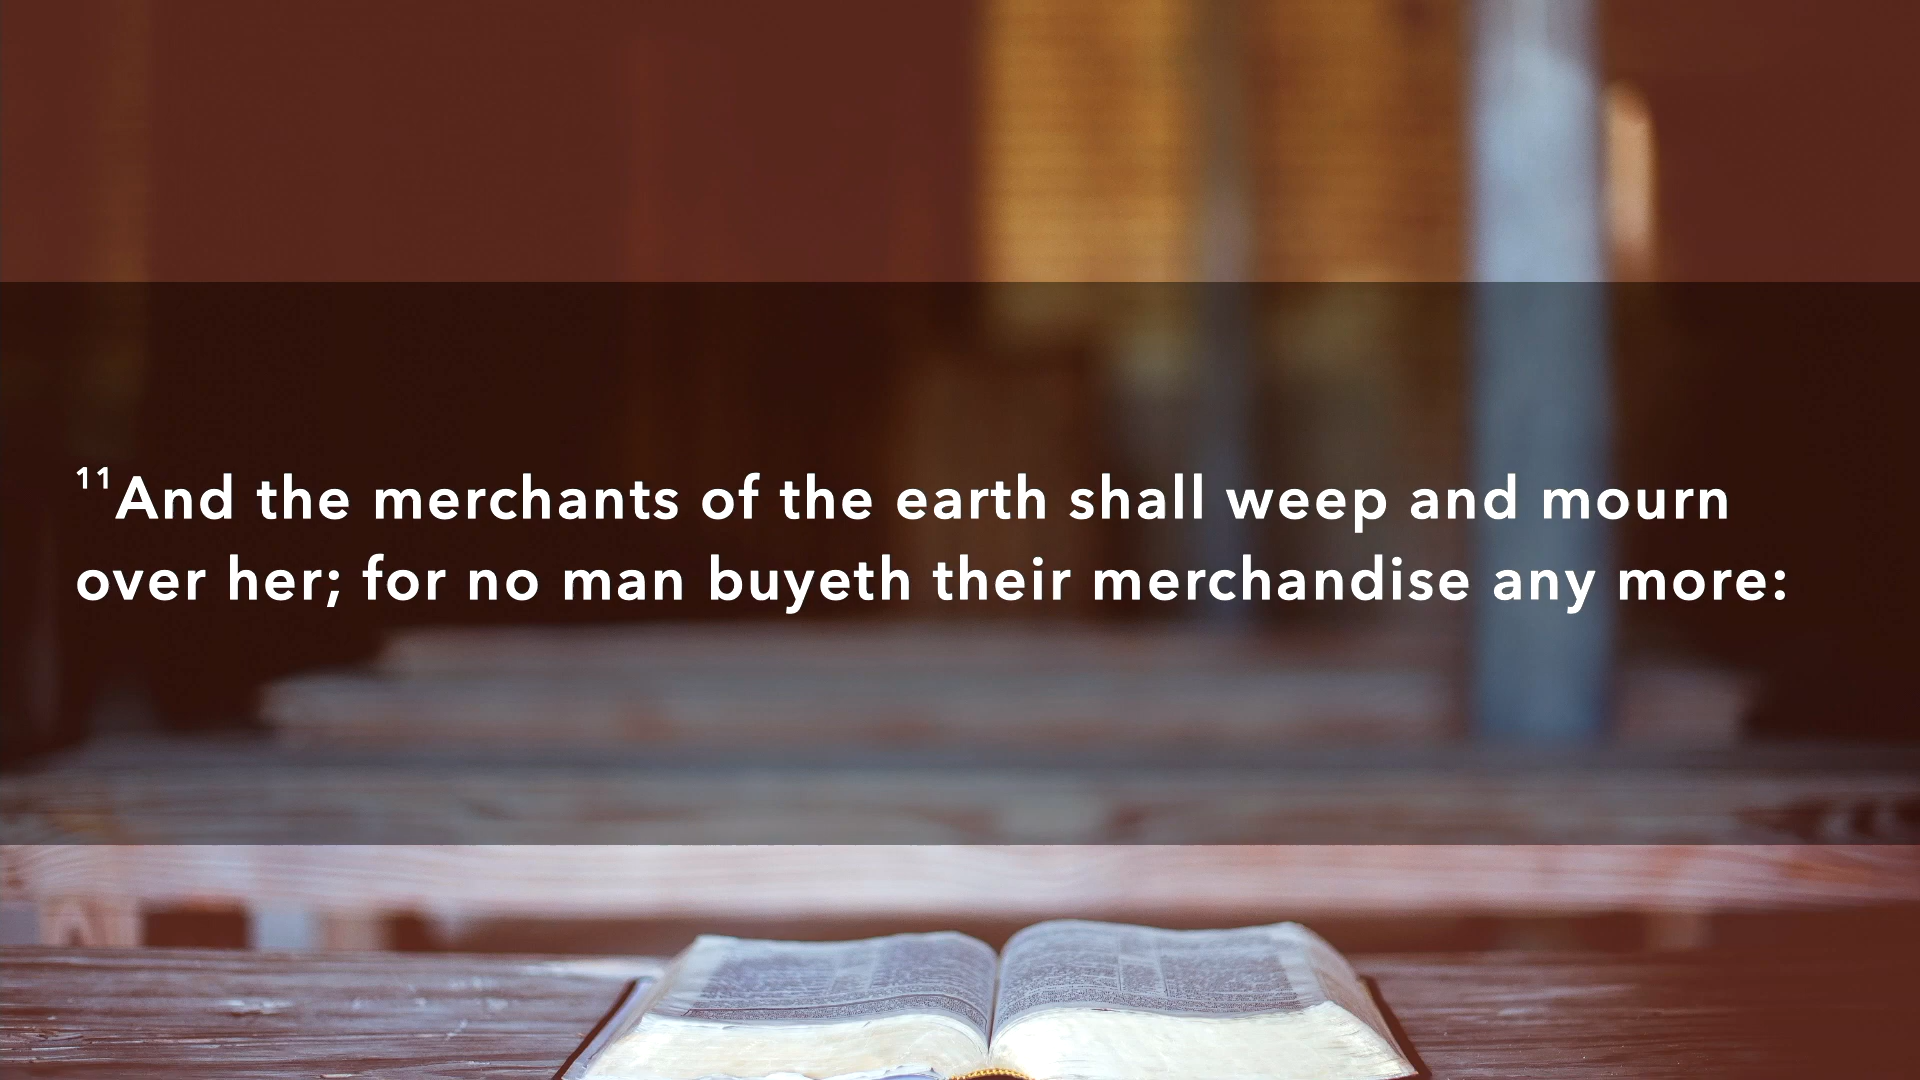 11And the merchants of the earth shall weep and mourn
over her; for no man buyeth their merchandise any more: